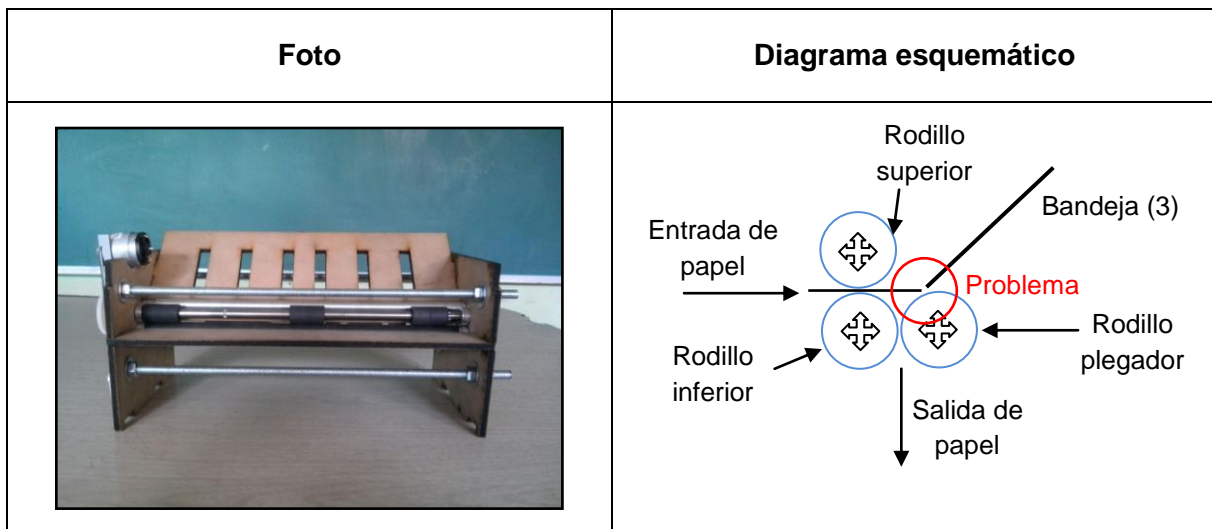 Foto
Diagrama esquemático
Rodillo
superior
Bandeja (3)
Entrada de
papel
Problema
Rodillo
plegador
Rodillo
inferior
Salida de
papel